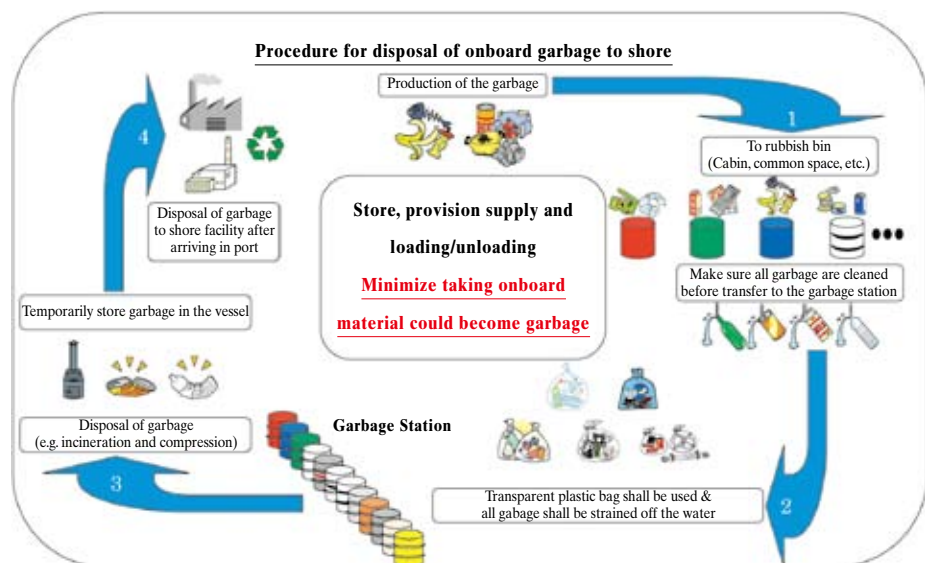 Procedure for disposal of onboard garbage to shore
Production of the garbage
1
To rubbish bin
(Cabin, common space, etc.)
Make sure all garbage are cleaned
before transfer to the garbage station
2
Transparent plastic bag shall be used &
all gabage shall be strained off the water
Garbage Station
3
Disposal of garbage
(e.g. incineration and compression)
Temporarily store garbage in the vessel
4
Disposal of garbage
to shore facility after
arriving in port
Store, provision supply and
loading/unloading
Minimize taking onboard
material could become garbage